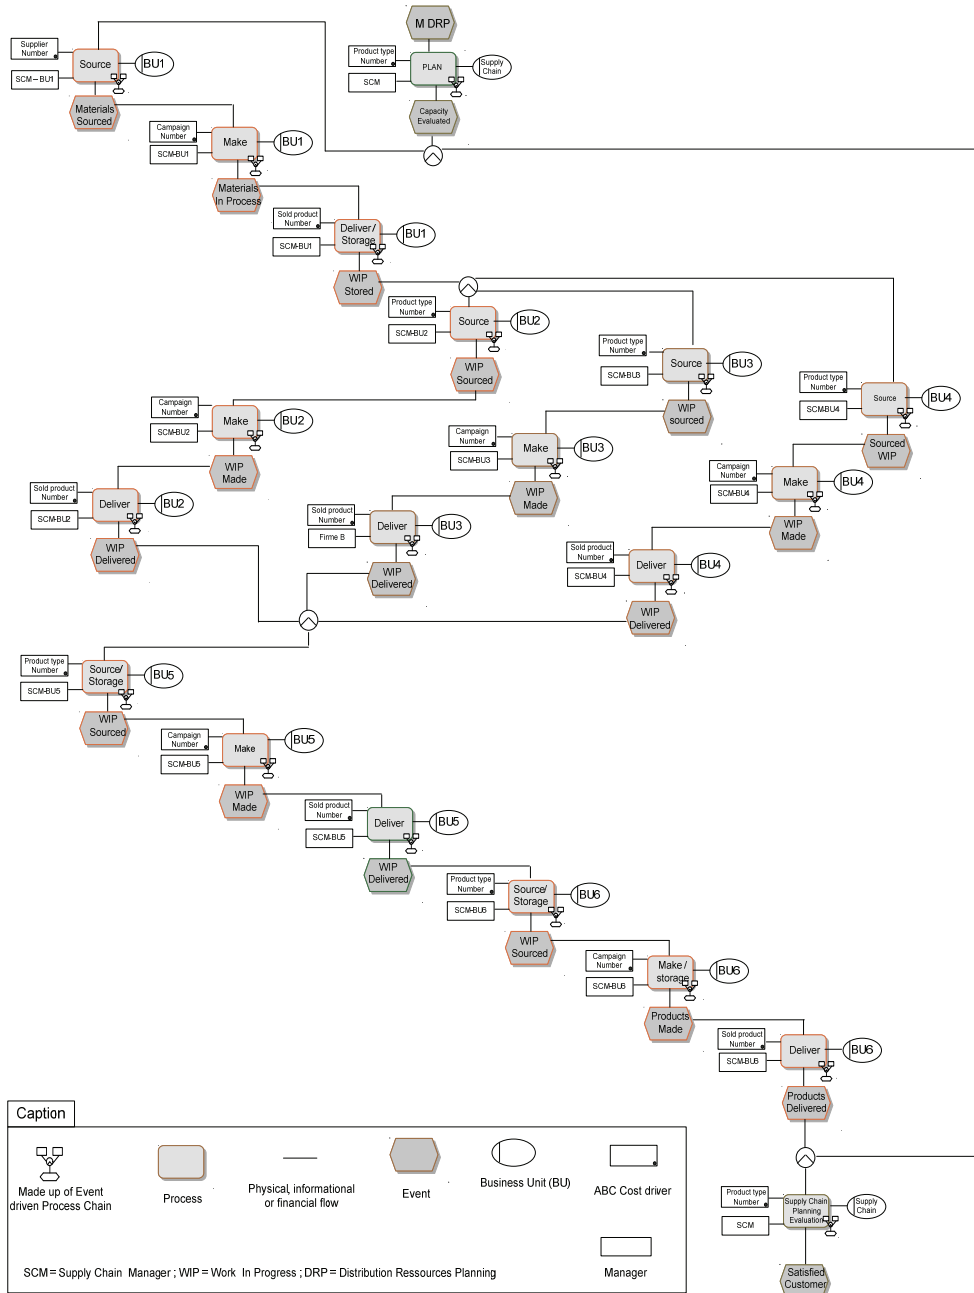 M DRP
Product type
Number
SCM
PLAN
Supply
Chain
Capacity
Evaluated
Supplier
Number
SCM-BU1
Source
BU1
Materials
Sourced
Campaign
Number
SCM-BU1
Make
BU1
Materials
In Process
Sold product
Number
SCM-BU1
Deliver/
Storage
BU1
WIP
Stored
Product type
Number
SCM-BU2
Source
BU2
WIP
Sourced
Product type
Number
SCM-BU3
Source
BU3
WIP
sourced
Product type
Number
SCM-BU4
Source
BU4
Sourced
WIP
Campaign
Number
SCM-BU2
Make
BU2
WIP
Made
Campaign
Number
SCM-BU3
Make
BU3
WIP
Made
Campaign
Number
SCM-BU4
Make
BU4
WIP
Made
Sold product
Number
SCM-BU2
Deliver
BU2
WIP
Delivered
Sold product
Number
Firme B
Deliver
BU3
WIP
Delivered
Sold product
Number
SCM-BU4
Deliver
BU4
WIP
Delivered
Product type
Number
SCM-BU5
Source/
Storage
BU5
WIP
Sourced
Campaign
Number
SCM-BU5
Make
BU5
WIP
Made
Sold product
Number
SCM-BU5
Deliver
BU5
WIP
Delivered
Product type
Number
SCM-BU6
Source/
Storage
BU6
WIP
Sourced
Campaign
Number
SCM-BU6
Make /
storage
BU6
Products
Made
Sold product
Number
SCM-BU6
Deliver
BU6
Products
Delivered
Product type
Number
SCM
Supply Chain
Planning
Evaluation
Supply
Chain
Satisfied
Customer
Caption
Made up of Event
driven Process Chain
Process
Physical, informational
or financial flow
Event
Business Unit (BU)
ABC Cost driver
Manager
SCM = Supply Chain Manager ; WIP = Work In Progress ; DRP = Distribution Ressources Planning